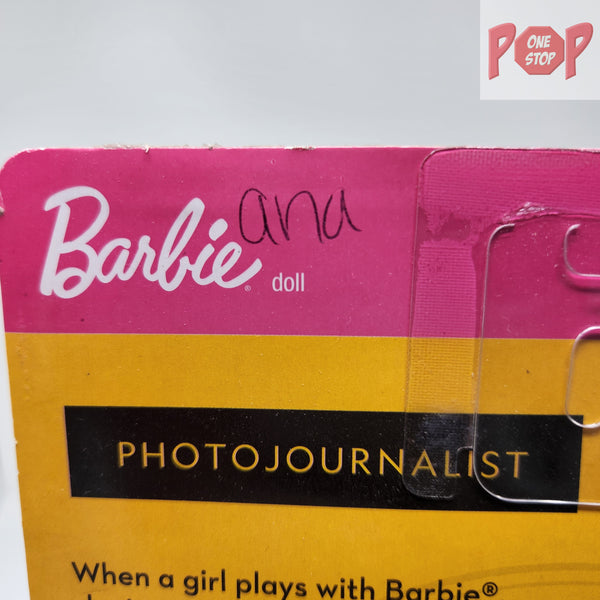 POP
ONE
STOP
Barbie® ana
doll
PHOTOJOURNALIST
When a girl plays with Barbie®